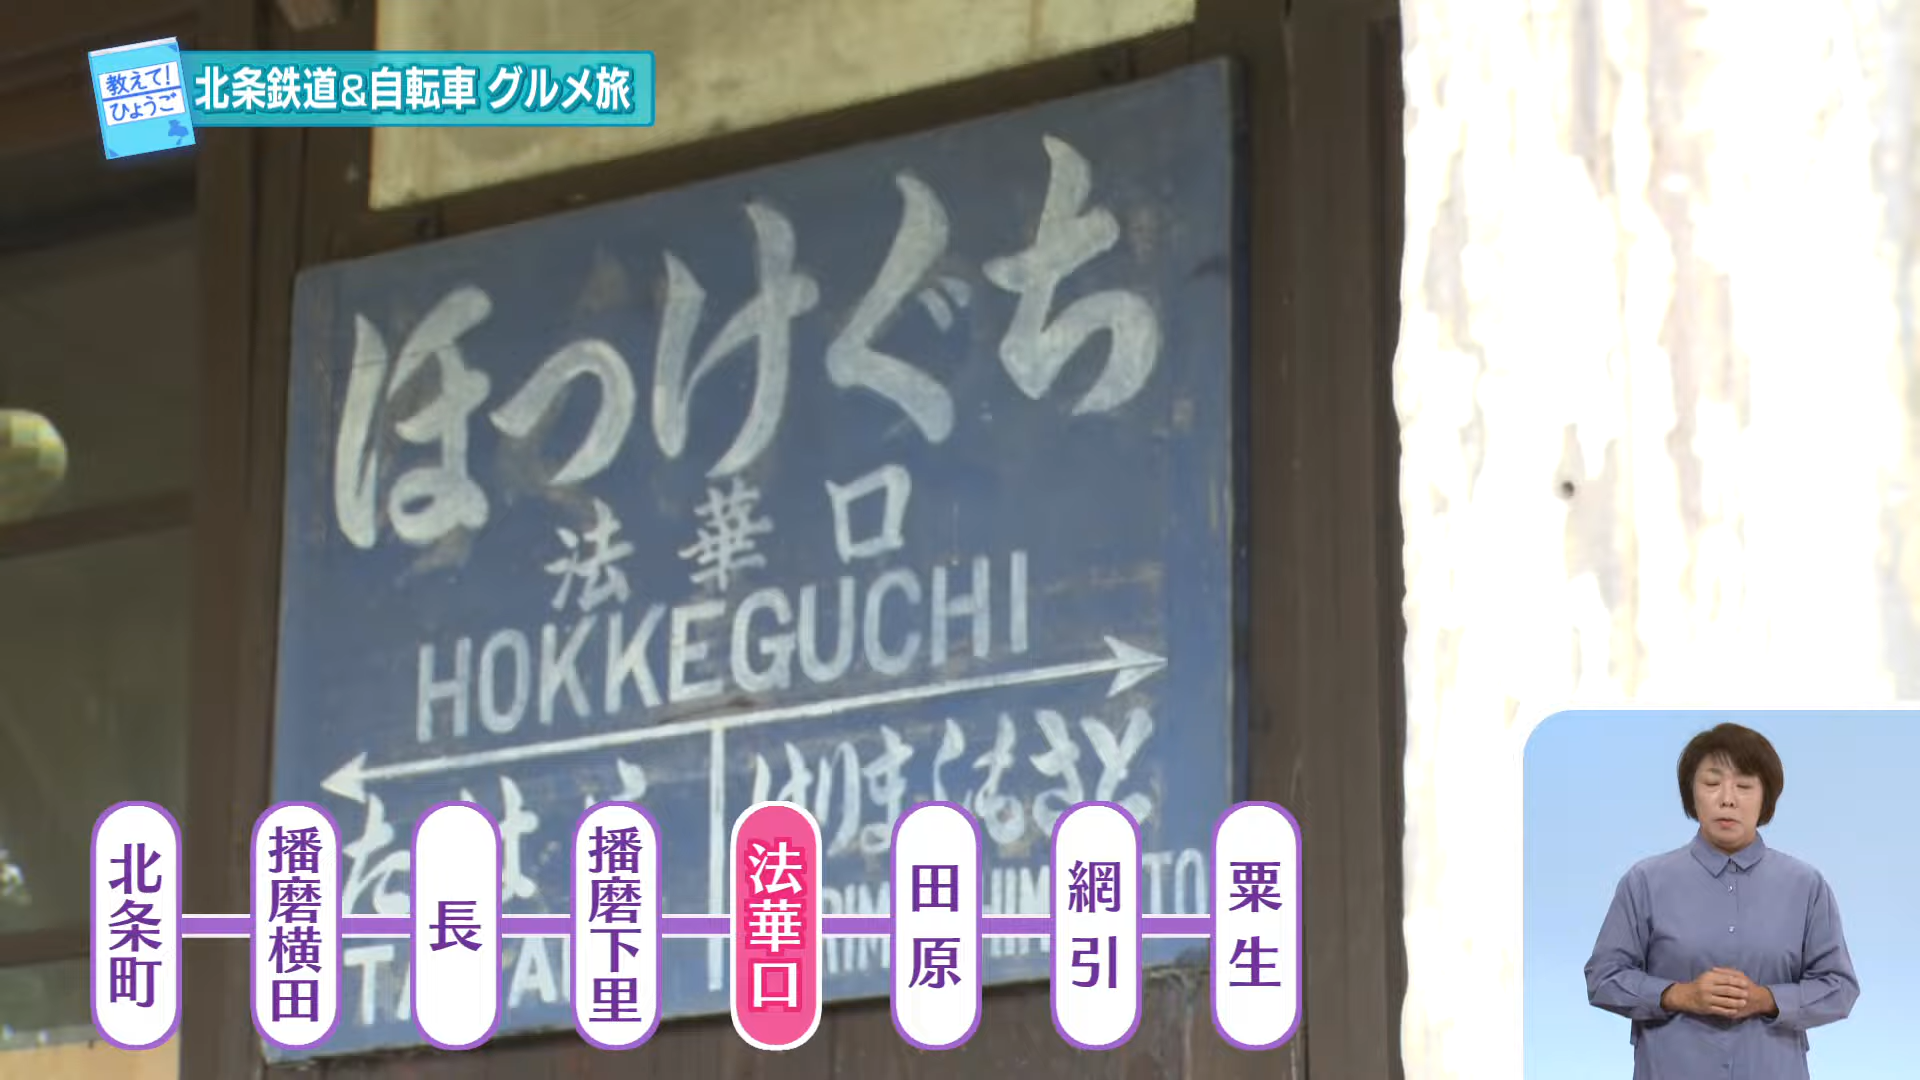 教えて!
ひょうご
北条鉄道&自転車 グルメ旅
ほっけぐち
法華口
HOKKEGUCHI
はりましもさと
北条町
播磨横田
長
播磨下里
法華口
田原
網引
粟生